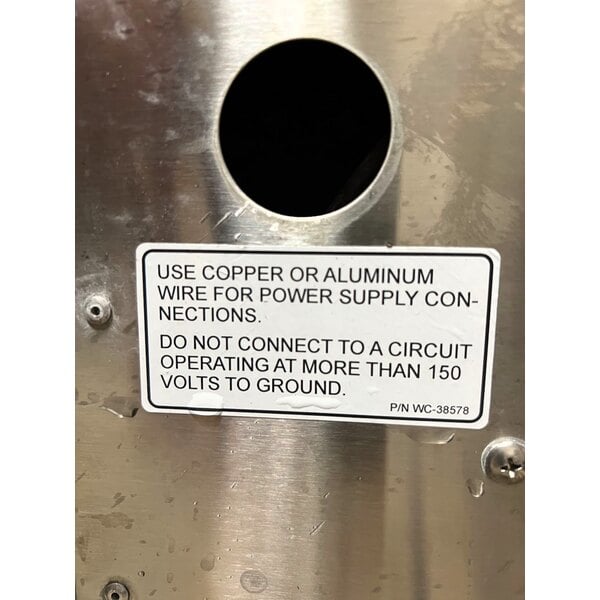 USE COPPER OR ALUMINUM
WIRE FOR POWER SUPPLY CON-
NECTIONS.
DO NOT CONNECT TO A CIRCUIT
OPERATING AT MORE THAN 150
VOLTS TO GROUND.
P/N WC-38578